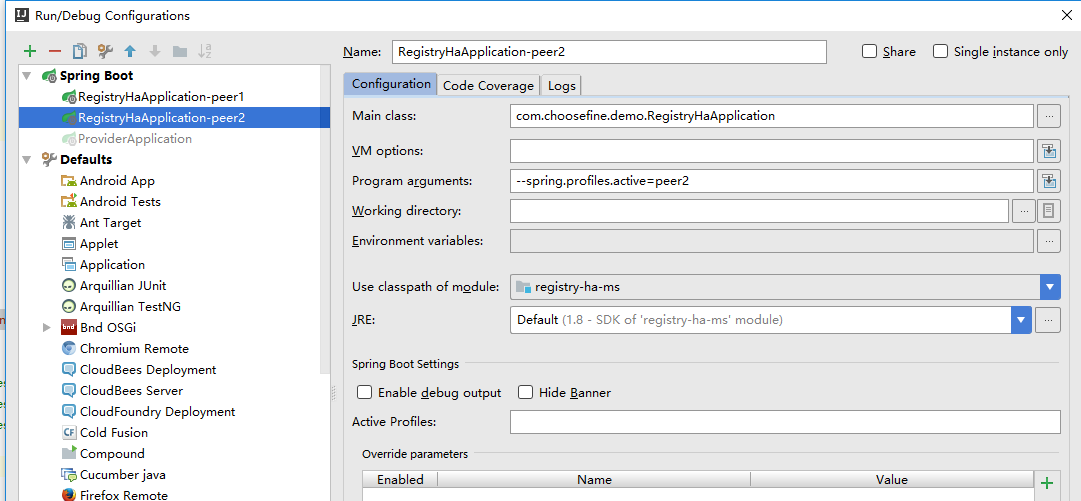 Run/Debug Configurations
Name: RegistryHaApplication-peer2 Share Single instance only
Spring Boot
RegistryHaApplication-peer1
RegistryHaApplication-peer2
ProviderApplication
Defaults
Android App
Android Tests
Ant Target
Applet
Application
Arquillian JUnit
Arquillian TestNG
Bnd OSGi
Chromium Remote
CloudBees Deployment
CloudBees Server
CloudFoundry Deployment
Cold Fusion
Compound
Cucumber java
Firefox Remote
Configuration Code Coverage Logs
Main class: com.choosefine.demo.RegistryHaApplication
VM options:
Program arguments: --spring.profiles.active=peer2
Working directory:
Environment variables:
Use classpath of module: registry-ha-ms
JRE: Default (1.8 - SDK of 'registry-ha-ms' module)
Spring Boot Settings
Enable debug output Hide Banner
Active Profiles:
Override parameters
Enabled Name Value